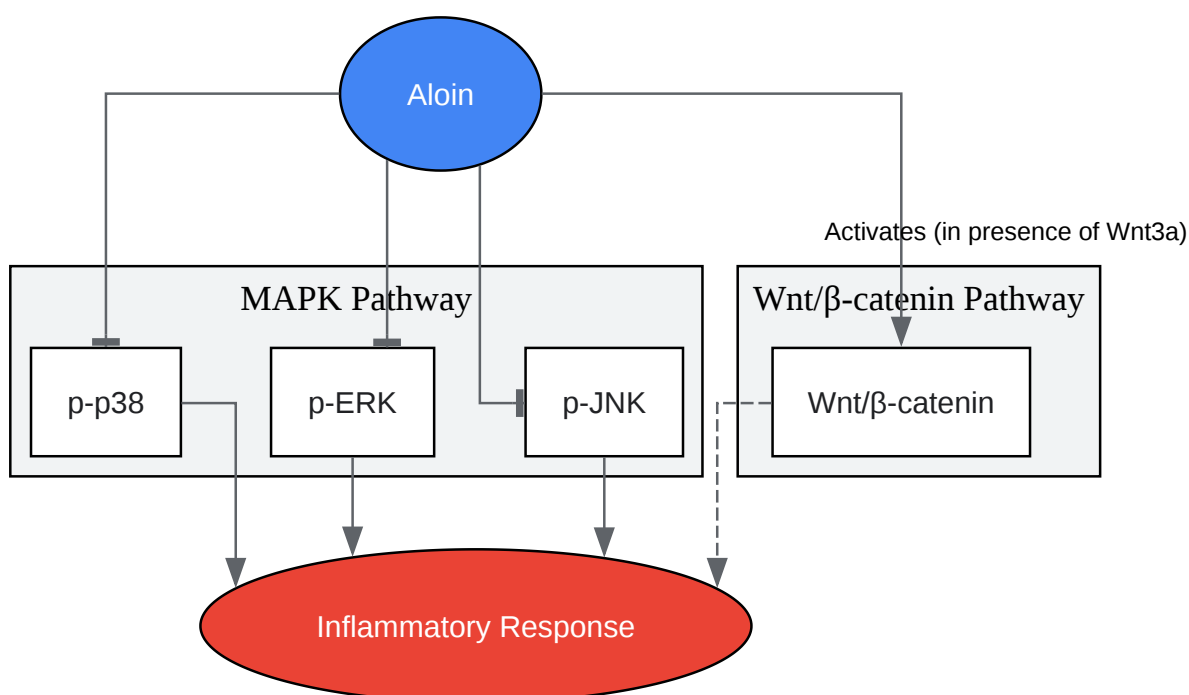 Aloin
Activates (in presence of Wnt3a)
MAPK Pathway
Wnt/β-catenin Pathway
p-p38
p-ERK
p-JNK
Wnt/β-catenin
Inflammatory Response